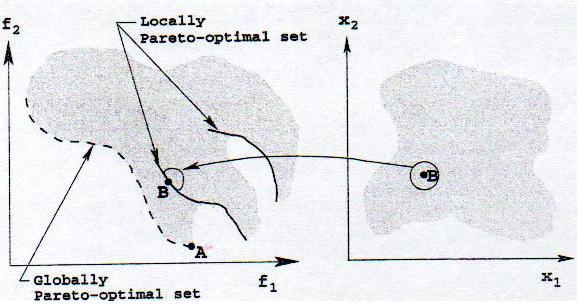 f2
Locally
Pareto-optimal set
B
A
Globally
Pareto-optimal set
f1
x2
B
x1